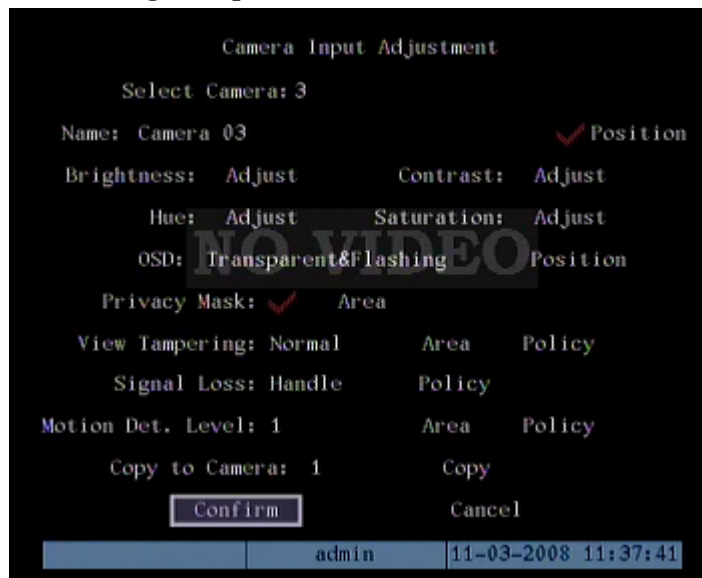 Camera Input Adjustment
Select Camera: 3
Name: Camera 03 Position
Brightness: Adjust Contrast: Adjust
Hue: Adjust Saturation: Adjust
NO VIDEO
OSD: Transparent&Flashing Position
Privacy Mask: Area
View Tampering: Normal Area Policy
Signal Loss: Handle Policy
Motion Det. Level: 1 Area Policy
Copy to Camera: 1 Copy
Confirm Cancel
admin 11-03-2008 11:37:41